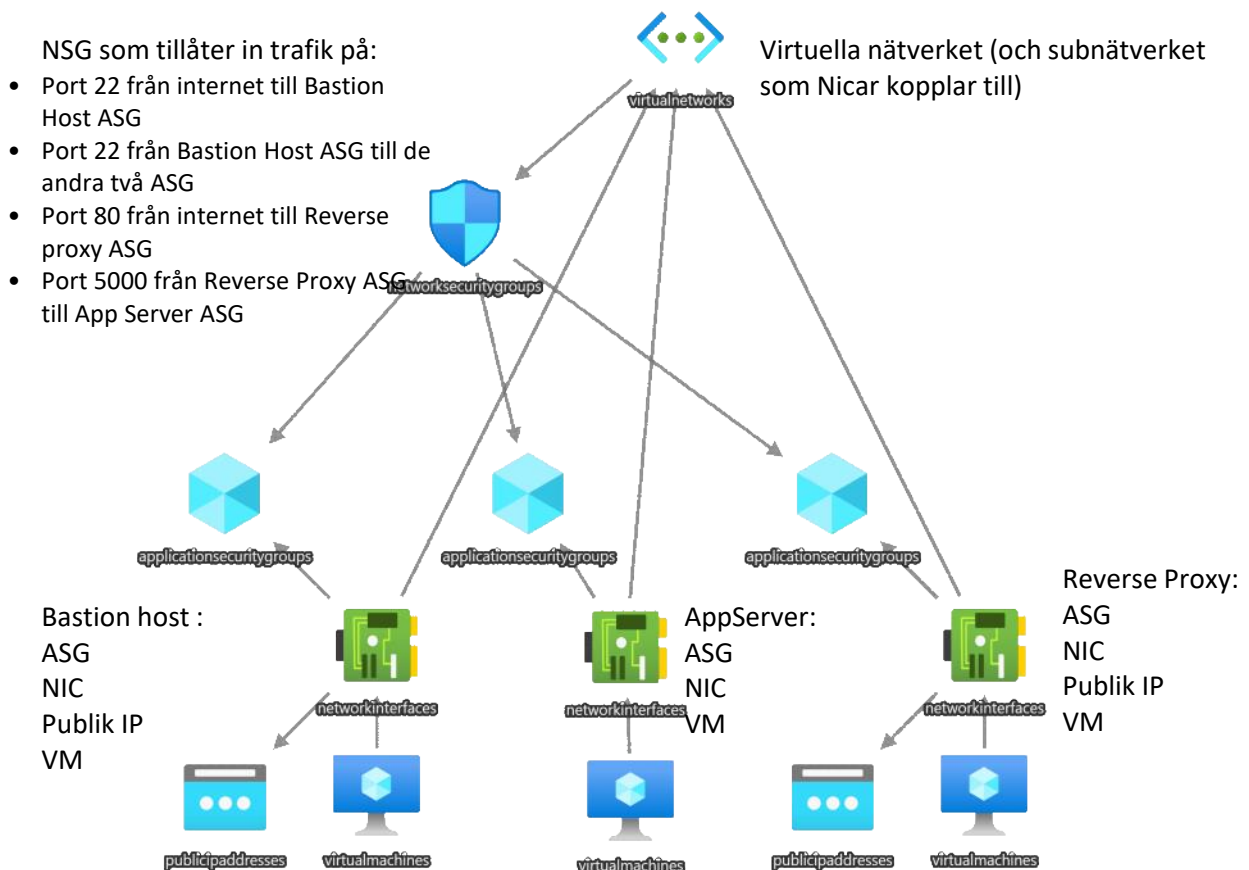 NSG som tillåter in trafik på:
• Port 22 från internet till Bastion
Host ASG
• Port 22 från Bastion Host ASG till de
andra två ASG
• Port 80 från internet till Reverse
proxy ASG
• Port 5000 från Reverse Proxy ASG
till App Server ASG
virtualnetworks
Virtuella nätverket (och subnätverket
som Nicar kopplar till)
networksecuritygroups
applicationsecuritygroups
applicationsecuritygroups
applicationsecuritygroups
Bastion host :
ASG
NIC
Publik IP
VM
networkinterfaces
AppServer:
ASG
NIC
VM
networkinterfaces
Reverse Proxy:
ASG
NIC
Publik IP
VM
networkinterfaces
publicipaddresses
virtualmachines
virtualmachines
publicipaddresses
virtualmachines